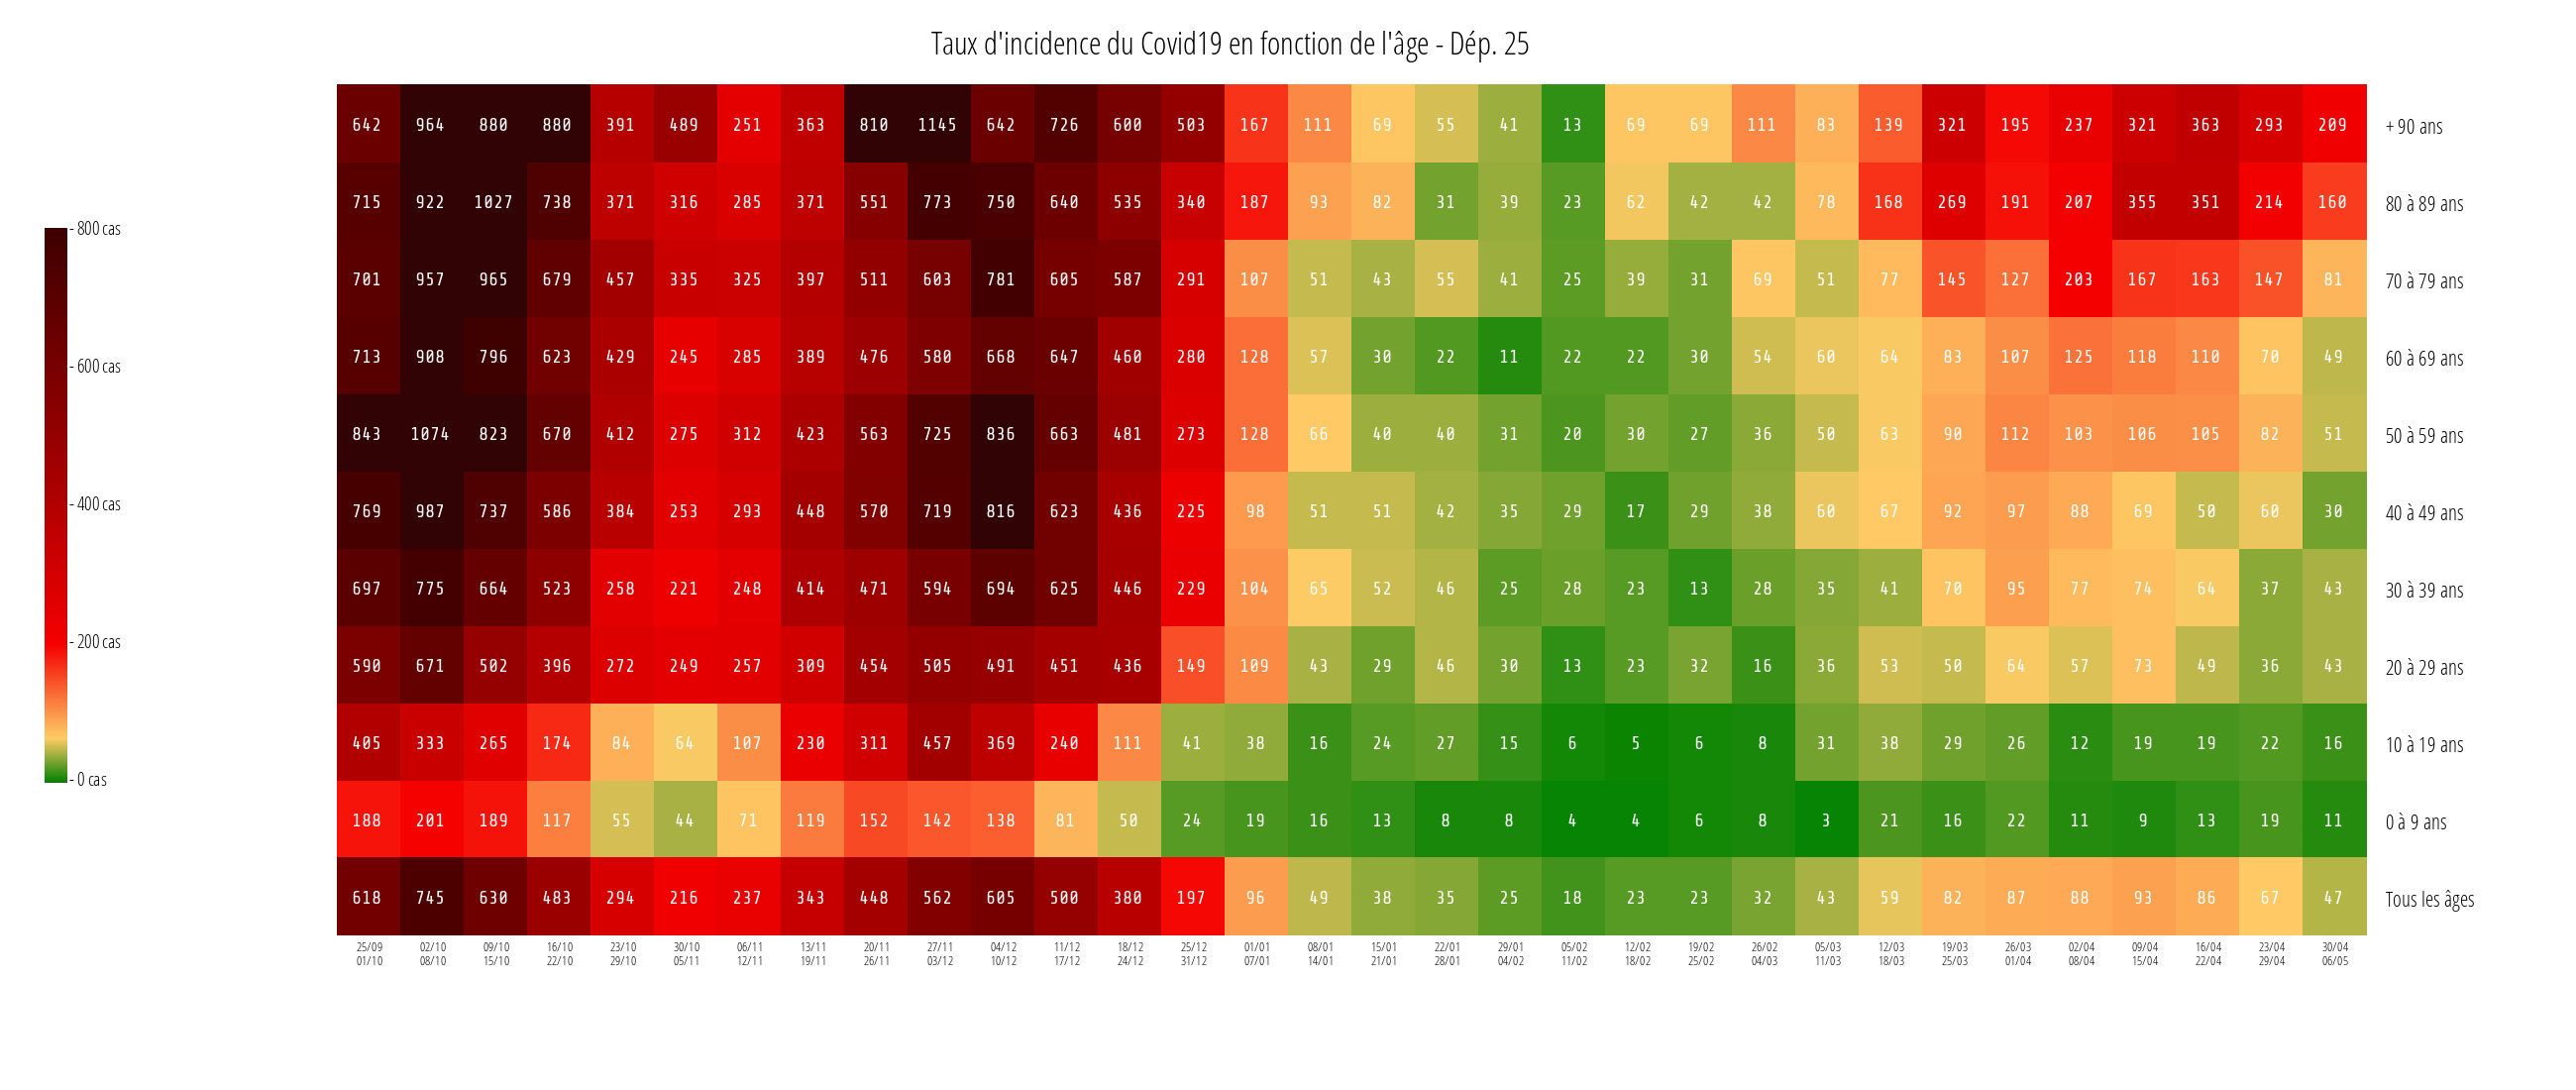 Taux d'incidence du Covid19 en fonction de l'âge - Dép. 25
642 964 880 880 391 489 251 363 810 1145 642 726 600 503 167 111 69 55 41 13 69 69 111 83 139 321 195 237 321 363 293 209 + 90 ans
715 922 1027 738 371 316 285 371 551 773 750 640 535 340 187 93 82 31 39 23 62 42 42 78 168 269 191 207 355 351 214 160 80 à 89 ans
- 800 cas
701 957 965 679 457 335 325 397 511 603 781 605 587 291 107 51 43 55 41 25 39 31 69 51 77 145 127 203 167 163 147 81 70 à 79 ans
713 908 796 623 429 245 285 389 476 580 668 647 460 280 128 57 30 22 11 22 22 30 54 60 64 83 107 125 118 110 70 49 60 à 69 ans
- 600 cas
843 1074 823 670 412 275 312 423 563 725 836 663 481 273 128 66 40 40 31 20 30 27 36 50 63 90 112 103 106 105 82 51 50 à 59 ans
- 400 cas
769 987 737 586 384 253 293 448 570 719 816 623 436 225 98 51 51 42 35 29 17 29 38 60 67 92 97 88 69 50 60 30 40 à 49 ans
697 775 664 523 258 221 248 414 471 594 694 625 446 229 104 65 52 46 25 28 23 13 28 35 41 70 95 77 74 64 37 43 30 à 39 ans
- 200 cas
590 671 502 396 272 249 257 309 454 505 491 451 436 149 109 43 29 46 30 13 23 32 16 36 53 50 64 57 73 49 36 43 20 à 29 ans
405 333 265 174 84 64 107 230 311 457 369 240 111 41 38 16 24 27 15 6 5 6 8 31 38 29 26 12 19 19 22 16 10 à 19 ans
- 0 cas
188 201 189 117 55 44 71 119 152 142 138 81 50 24 19 16 13 8 8 4 4 6 8 3 21 16 22 11 9 13 19 11 0 à 9 ans
618 745 630 483 294 216 237 343 448 562 605 500 380 197 96 49 38 35 25 18 23 23 32 43 59 82 87 88 93 86 67 47 Tous les âges
25/09 02/10 09/10 16/10 23/10 30/10 06/11 13/11 20/11 27/11 04/12 11/12 18/12 25/12 01/01 08/01 15/01 22/01 29/01 05/02 12/02 19/02 26/02 05/03 12/03 19/03 26/03 02/04 09/04 16/04 23/04 30/04
01/10 08/10 15/10 22/10 29/10 05/11 12/11 19/11 26/11 03/12 10/12 17/12 24/12 31/12 07/01 14/01 21/01 28/01 04/02 11/02 18/02 25/02 04/03 11/03 18/03 25/03 01/04 08/04 15/04 22/04 29/04 06/05